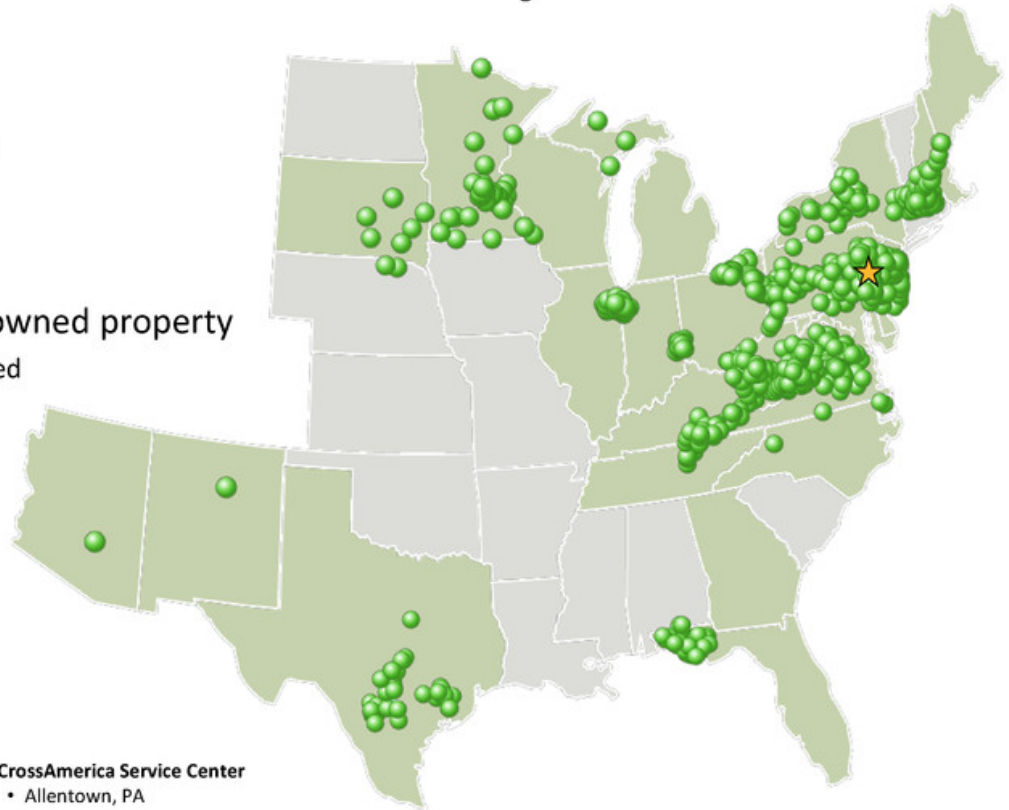 owned property
ed
CrossAmerica Service Center
• Allentown, PA